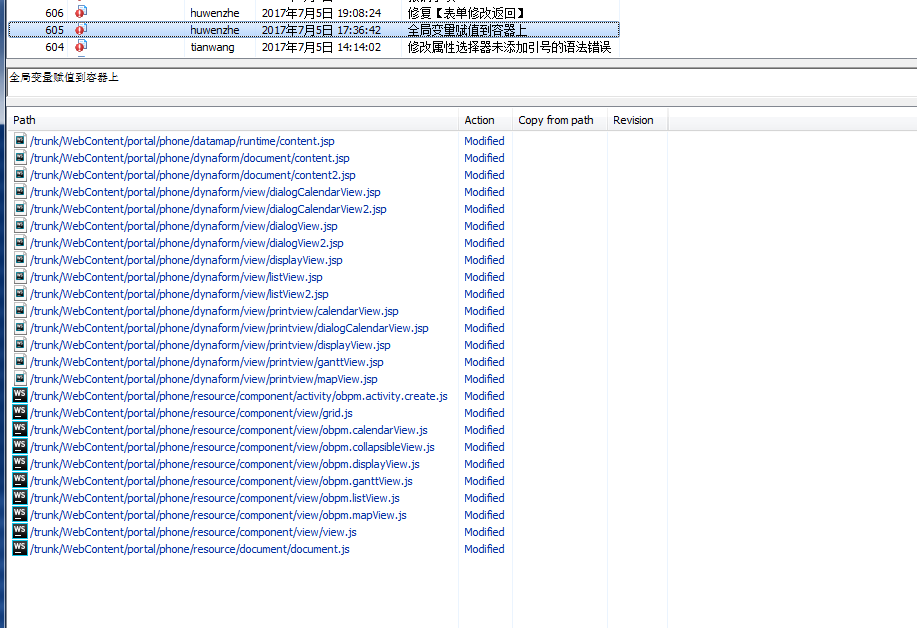 606 huwenzhe 2017年7月5日 19:08:24 修复【表单修改返回】
605 huwenzhe 2017年7月5日 17:36:42 全局变量赋值到容器上
604 tianwang 2017年7月5日 14:14:02 修改属性选择器未添加引号的语法错误
全局变量赋值到容器上
Path Action Copy from path Revision
/trunk/WebContent/portal/phone/datamap/runtime/content.jsp Modified
/trunk/WebContent/portal/phone/dynaform/document/content.jsp Modified
/trunk/WebContent/portal/phone/dynaform/document/content2.jsp Modified
/trunk/WebContent/portal/phone/dynaform/view/dialogCalendarView.jsp Modified
/trunk/WebContent/portal/phone/dynaform/view/dialogCalendarView2.jsp Modified
/trunk/WebContent/portal/phone/dynaform/view/dialogView.jsp Modified
/trunk/WebContent/portal/phone/dynaform/view/dialogView2.jsp Modified
/trunk/WebContent/portal/phone/dynaform/view/displayView.jsp Modified
/trunk/WebContent/portal/phone/dynaform/view/listView.jsp Modified
/trunk/WebContent/portal/phone/dynaform/view/listView2.jsp Modified
/trunk/WebContent/portal/phone/dynaform/view/printview/calendarView.jsp Modified
/trunk/WebContent/portal/phone/dynaform/view/printview/dialogCalendarView.jsp Modified
/trunk/WebContent/portal/phone/dynaform/view/printview/displayView.jsp Modified
/trunk/WebContent/portal/phone/dynaform/view/printview/ganttView.jsp Modified
/trunk/WebContent/portal/phone/dynaform/view/printview/mapView.jsp Modified
WS /trunk/WebContent/portal/phone/resource/component/activity/obpm.activity.create.js Modified
WS /trunk/WebContent/portal/phone/resource/component/view/grid.js Modified
WS /trunk/WebContent/portal/phone/resource/component/view/obpm.calendarView.js Modified
WS /trunk/WebContent/portal/phone/resource/component/view/obpm.collapsibleView.js Modified
WS /trunk/WebContent/portal/phone/resource/component/view/obpm.displayView.js Modified
WS /trunk/WebContent/portal/phone/resource/component/view/obpm.ganttView.js Modified
WS /trunk/WebContent/portal/phone/resource/component/view/obpm.listView.js Modified
WS /trunk/WebContent/portal/phone/resource/component/view/obpm.mapView.js Modified
WS /trunk/WebContent/portal/phone/resource/component/view/view.js Modified
WS /trunk/WebContent/portal/phone/resource/document/document.js Modified